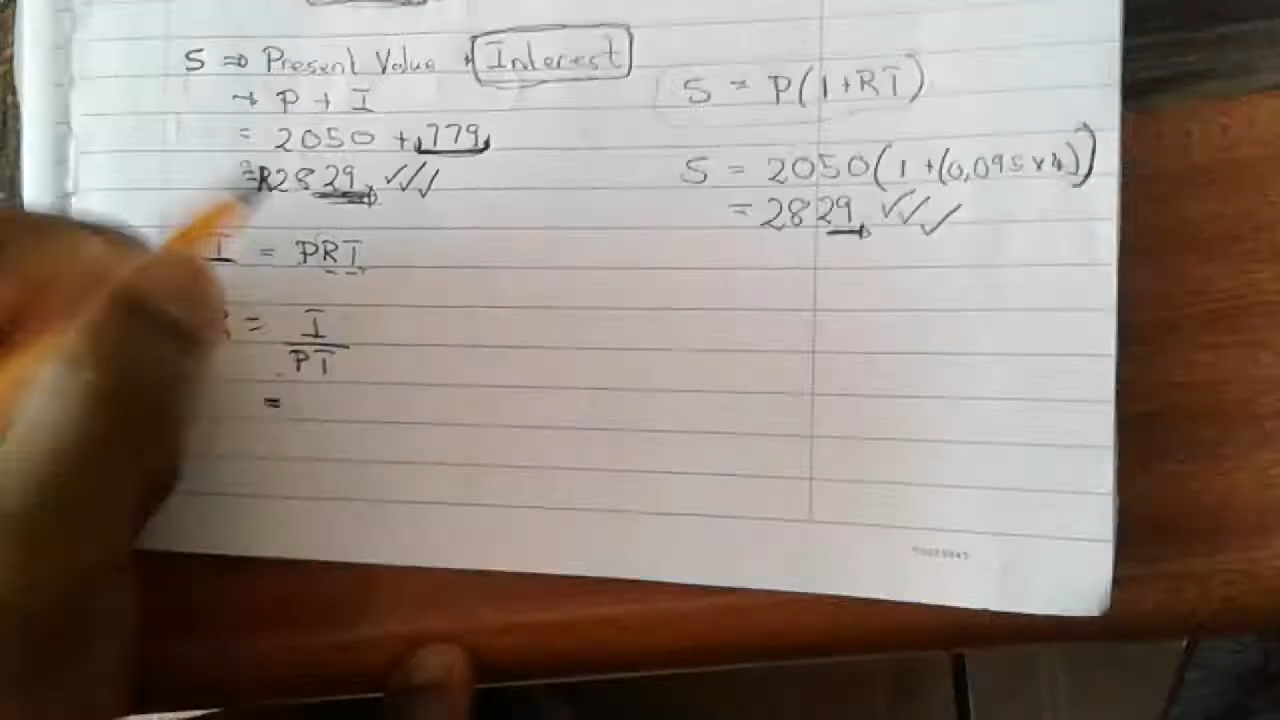 S ⇒ Present Value + Interest
→ P + I
= 2050 + 779
= R2829 ✓✓✓
I = PRT
= I
PT
=
S = P(1+RT)
S = 2050(1+(0,095×4))
= 2829 ✓✓✓